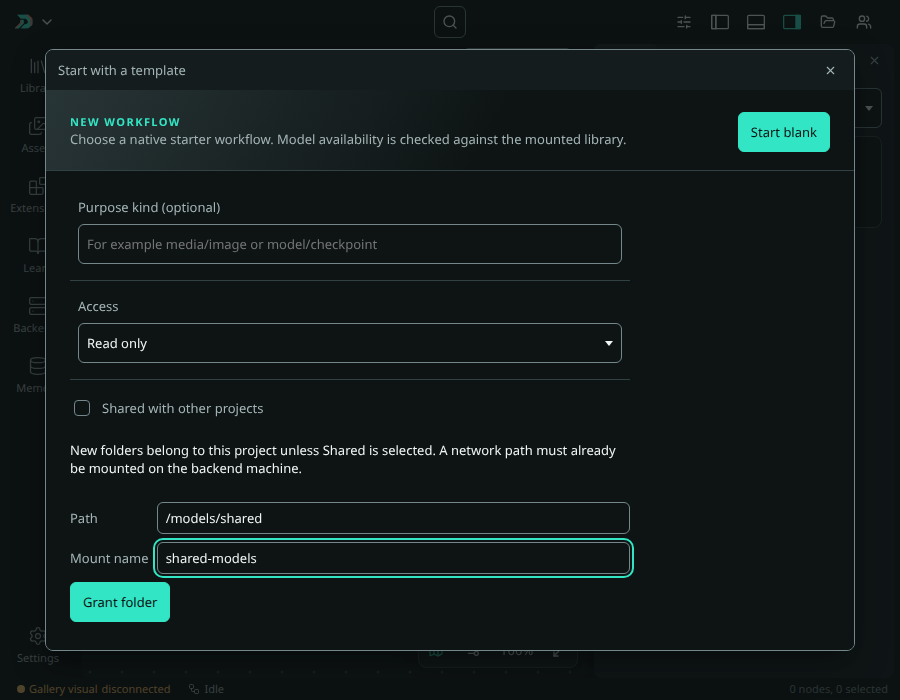 Start with a template
NEW WORKFLOW
Choose a native starter workflow. Model availability is checked against the mounted library.
Start blank
Purpose kind (optional)
For example media/image or model/checkpoint
Access
Read only
Shared with other projects
New folders belong to this project unless Shared is selected. A network path must already
be mounted on the backend machine.
Path
/models/shared
Mount name
shared-models
Grant folder
Settings
100%
Gallery visual disconnected
Idle
0 nodes, 0 selected